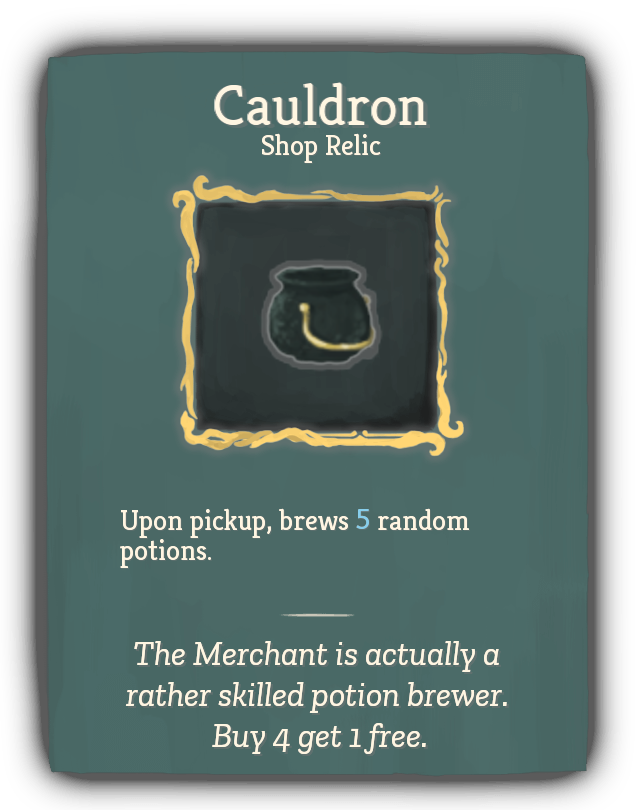 Cauldron
Shop Relic
Upon pickup, brews 5 random
potions.
The Merchant is actually a
rather skilled potion brewer.
Buy 4 get 1 free.